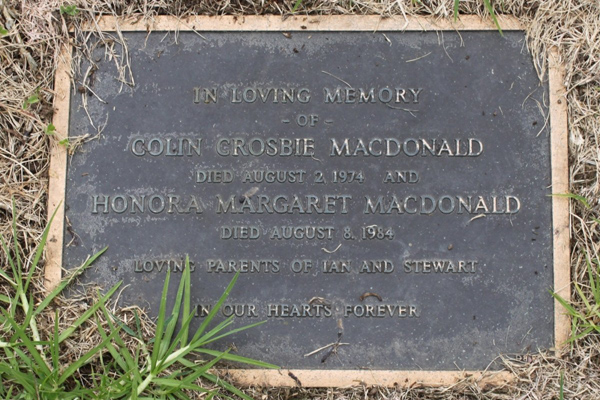 IN LOVING MEMORY
- OF -
COLIN CROSBIE MACDONALD
DIED AUGUST 2, 1974 AND
HONORA MARGARET MACDONALD
DIED AUGUST 8, 1984
LOVING PARENTS OF IAN AND STEWART
IN OUR HEARTS FOREVER